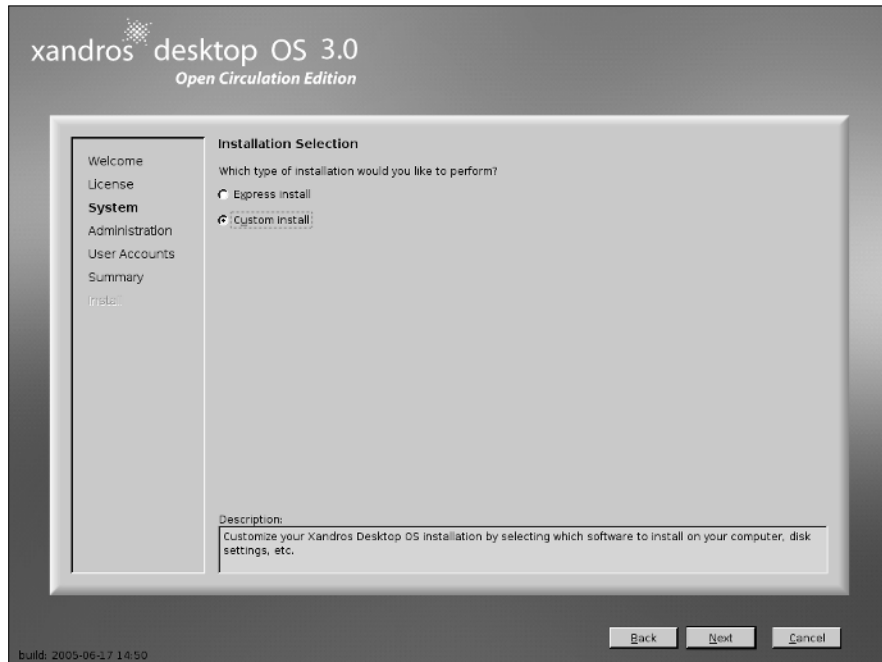 xandros desktop OS 3.0
Open Circulation Edition
Welcome
License
System
Administration
User Accounts
Summary
Install
Installation Selection
Which type of installation would you like to perform?
Express install
Custom install
Description:
Customize your Xandros Desktop OS installation by selecting which software to install on your computer, disk
settings, etc.
Back
Next
Cancel
build: 2005-06-17 14:50